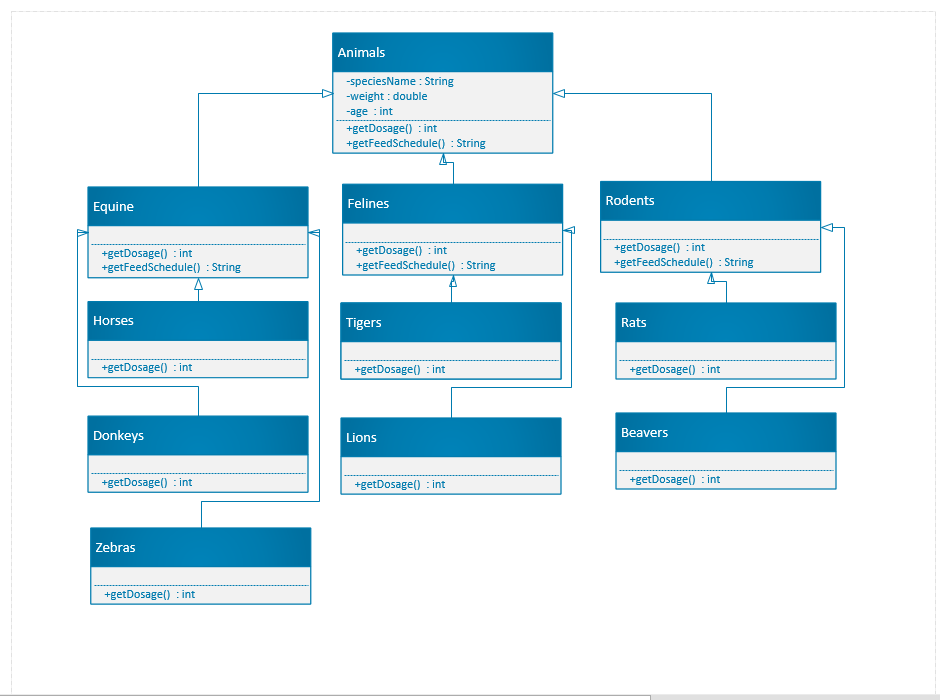 Animals
-speciesName : String
-weight : double
-age : int
+getDosage() : int
+getFeedSchedule() : String
Equine
+getDosage() : int
+getFeedSchedule() : String
Felines
+getDosage() : int
+getFeedSchedule() : String
Rodents
+getDosage() : int
+getFeedSchedule() : String
Horses
+getDosage() : int
Tigers
+getDosage() : int
Rats
+getDosage() : int
Donkeys
+getDosage() : int
Lions
+getDosage() : int
Beavers
+getDosage() : int
Zebras
+getDosage() : int